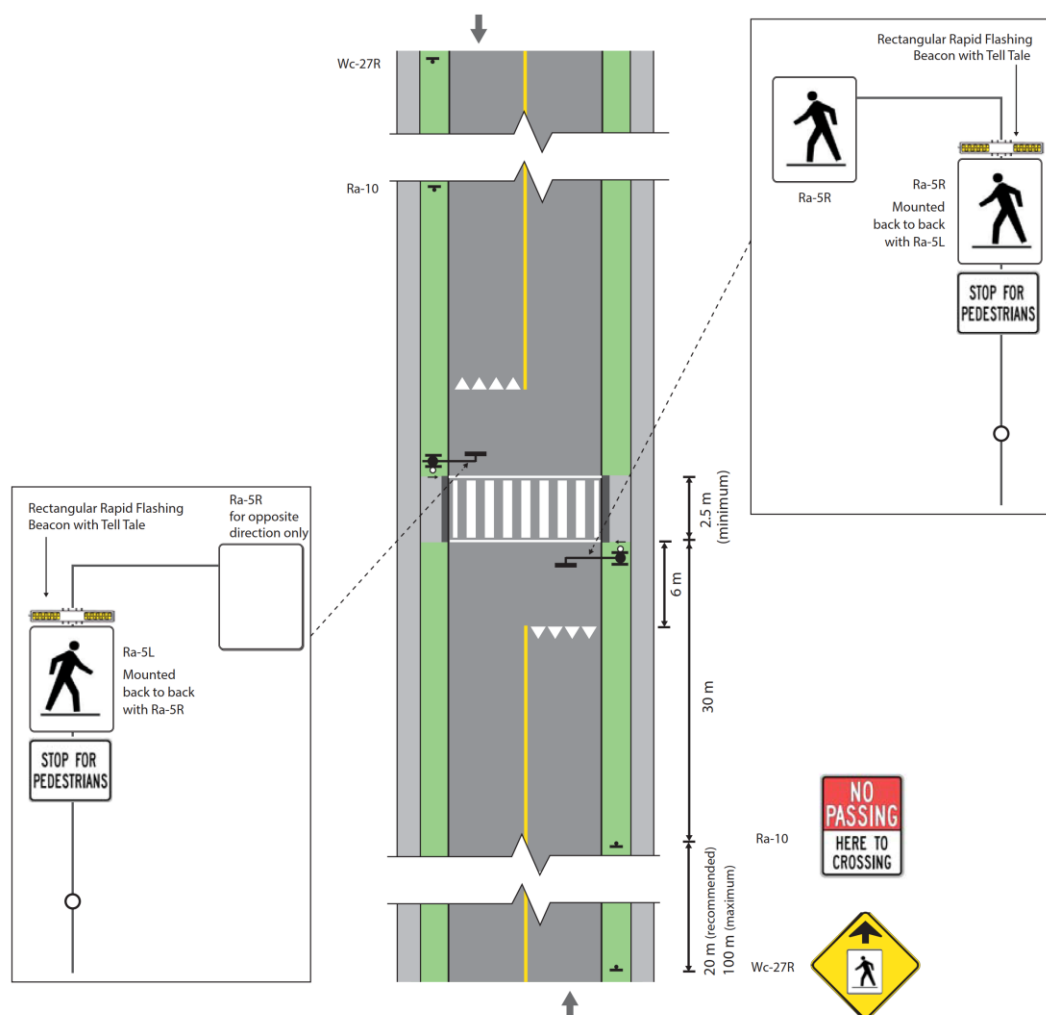 Wc-27R
Ra-10
Rectangular Rapid Flashing
Beacon with Tell Tale
Ra-5R
Ra-5R
Mounted
back to back
with Ra-5L
STOP FOR
PEDESTRIANS
Rectangular Rapid Flashing
Beacon with Tell Tale
Ra-5R
for opposite
direction only
Ra-5L
Mounted
back to back
with Ra-5R
STOP FOR
PEDESTRIANS
2.5 m
(minimum)
6 m
30 m
20 m (recommended)
100 m (maximum)
Ra-10
NO
PASSING
HERE TO
CROSSING
Wc-27R